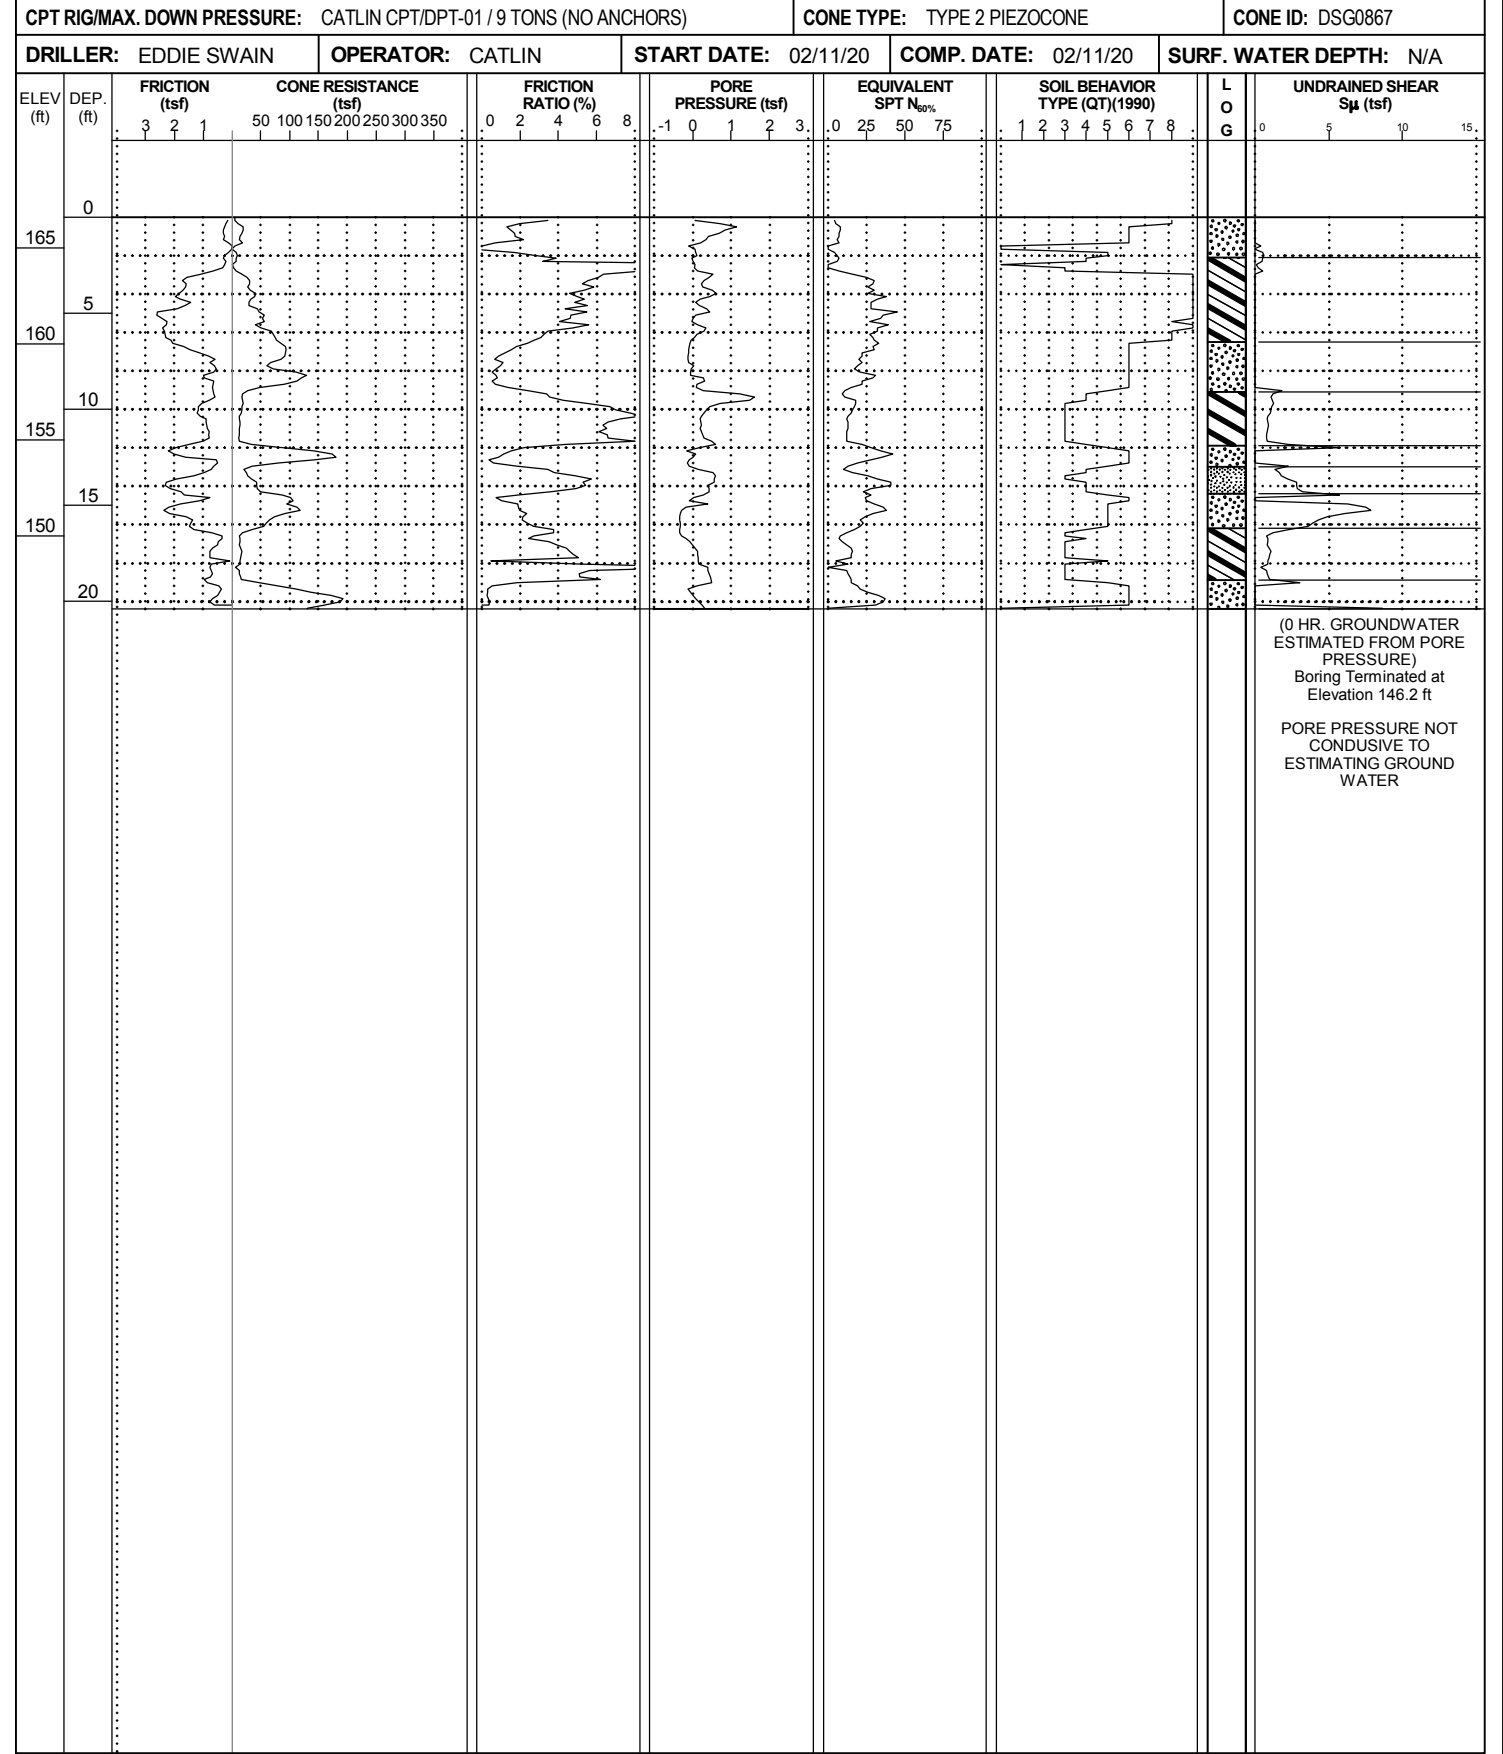 CPT RIG/MAX. DOWN PRESSURE: CATLIN CPT/DPT-01 / 9 TONS (NO ANCHORS) CONE TYPE: TYPE 2 PIEZOCONE CONE ID: DSG0867
DRILLER: EDDIE SWAIN OPERATOR: CATLIN START DATE: 02/11/20 COMP. DATE: 02/11/20 SURF. WATER DEPTH: N/A
ELEV (ft)
DEP. (ft)
FRICTION (tsf)
3 2 1
CONE RESISTANCE (tsf)
50 100 150 200 250 300 350
FRICTION RATIO (%)
0 2 4 6 8
PORE PRESSURE (tsf)
-1 0 1 2 3
EQUIVALENT SPT N60%
0 25 50 75
SOIL BEHAVIOR TYPE (QT)(1990)
1 2 3 4 5 6 7 8
L
O
G
UNDRAINED SHEAR Sµ (tsf)
0 5 10 15
0
165
5
160
10
155
15
150
20
(0 HR. GROUNDWATER
ESTIMATED FROM PORE
PRESSURE)
Boring Terminated at
Elevation 146.2 ft
PORE PRESSURE NOT
CONDUSIVE TO
ESTIMATING GROUND
WATER